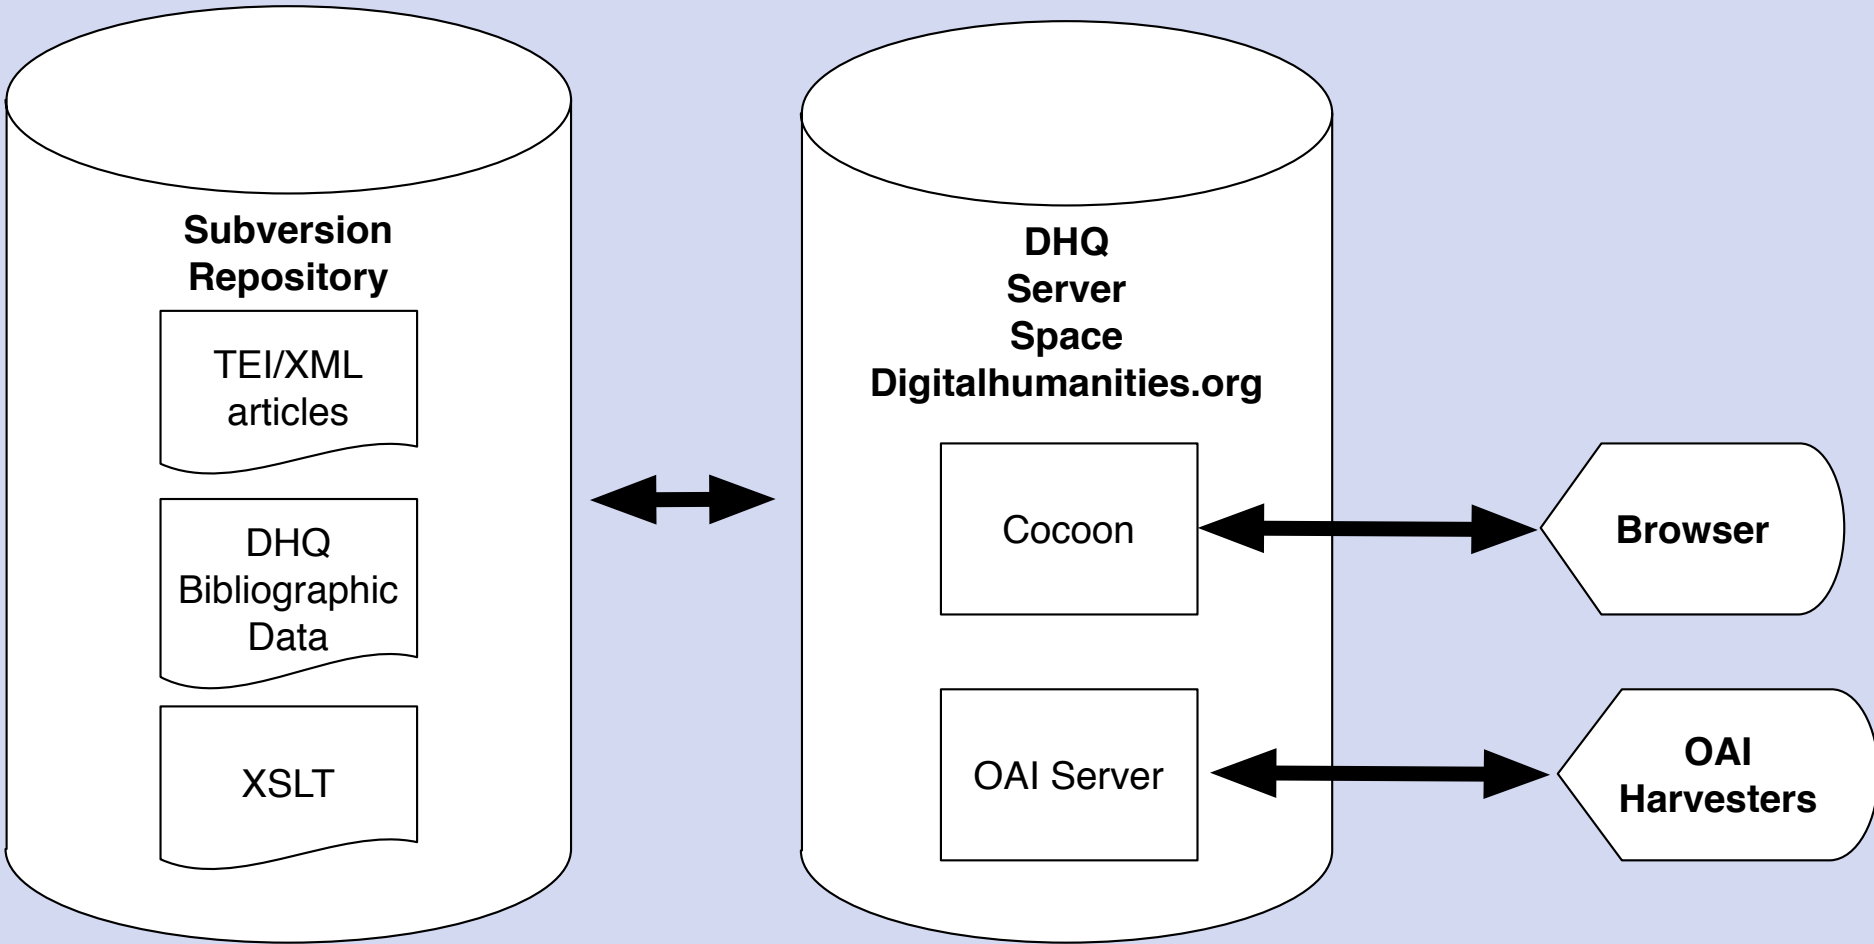 Subversion
Repository
TEI/XML
articles
DHQ
Bibliographic
Data
XSLT
DHQ
Server
Space
Digitalhumanities.org
Cocoon
OAI Server
Browser
OAI
Harvesters